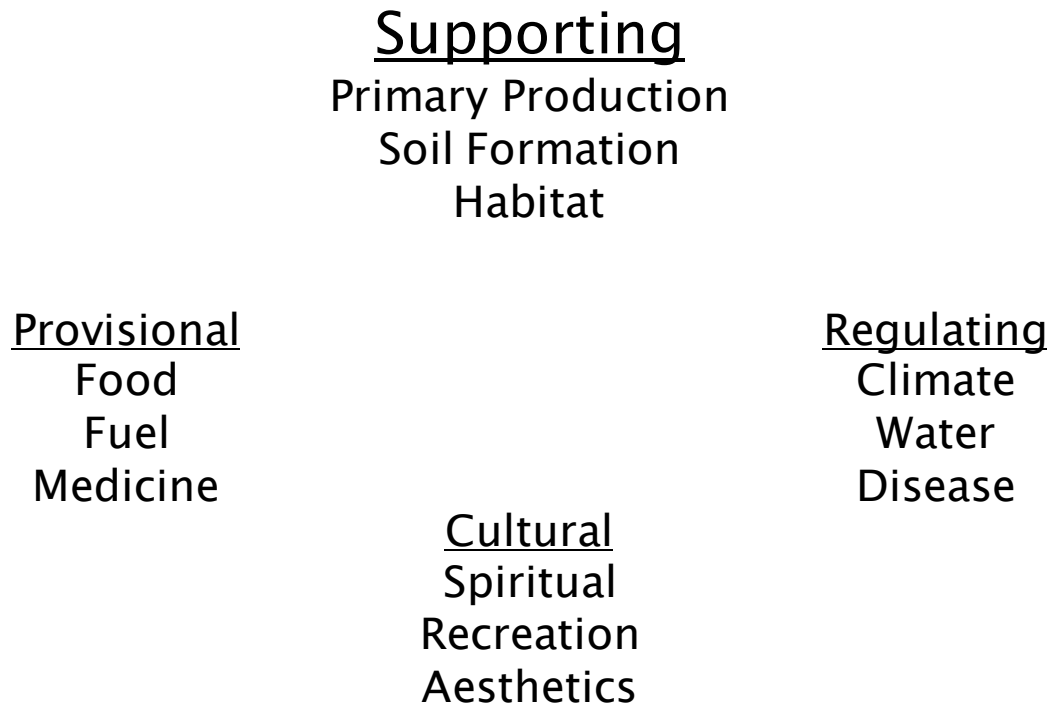 Supporting
Primary Production
Soil Formation
Habitat
Provisional
Food
Fuel
Medicine
Regulating
Climate
Water
Disease
Cultural
Spiritual
Recreation
Aesthetics